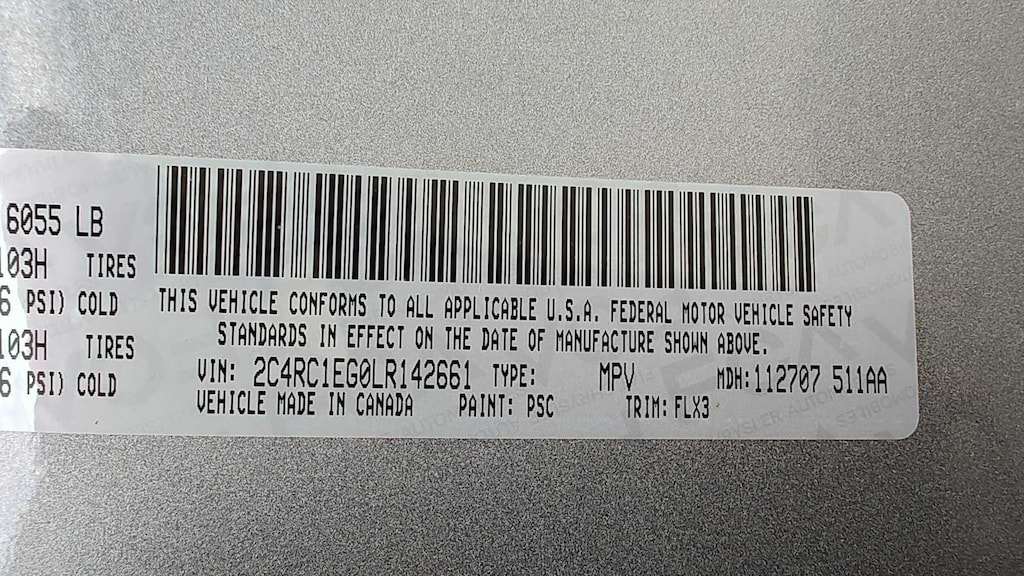 6055 LB
103H TIRES
6 PSI) COLD
103H TIRES
6 PSI) COLD
THIS VEHICLE CONFORMS TO ALL APPLICABLE U.S.A. FEDERAL MOTOR VEHICLE SAFETY
STANDARDS IN EFFECT ON THE DATE OF MANUFACTURE SHOWN ABOVE.
VIN: 2C4RC1EG0LR142661 TYPE: MPV MDH:112707 511AA
VEHICLE MADE IN CANADA PAINT: PSC TRIM: FLX3